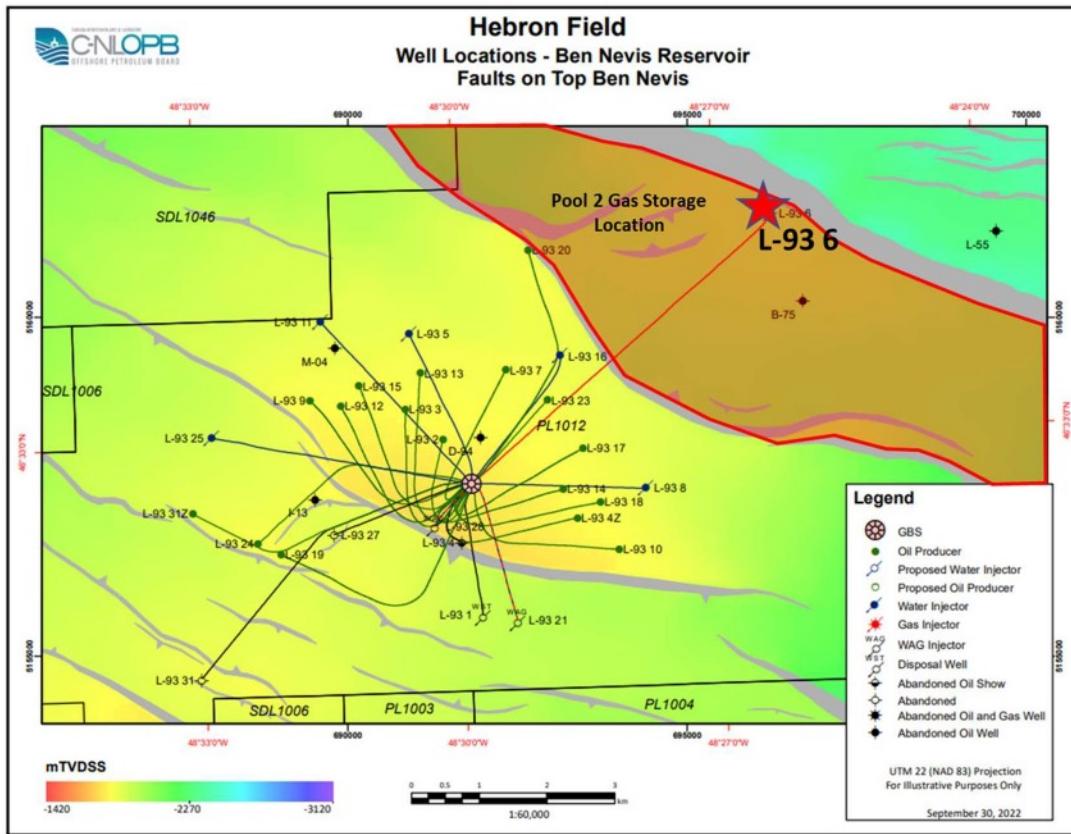 C-NLOPB
OFFSHORE PETROLEUM BOARD
Hebron Field
Well Locations - Ben Nevis Reservoir
Faults on Top Ben Nevis
48°33'0"W
690000
48°30'0"W
695000
48°27'0"W
48°24'0"W
700000
SDL1046
Pool 2 Gas Storage
Location
L-93 6
L-93 6
L-55
L-93 20
B-75
5160000
5160000
L-93 11
L-93 5
M-04
L-93 16
L-93 13
L-93 7
L-93 15
SDL1006
L-93 9
L-93 12
L-93 3
L-93 23
PL1012
L-93 25
L-93 2
D-94
46°33'0"N
46°33'0"N
L-93 17
L-93 14
L-93 8
I-13
L-93 18
L-93 31Z
L-93 28
L-93 4Z
L-93 27
L-93 24
L-93 4
L-93 19
L-93 10
WST
WAG
L-93 1
L-93 21
5155000
5155000
L-93 31
SDL1006
PL1003
PL1004
48°33'0"W
690000
48°30'0"W
695000
48°27'0"W
Legend
GBS
Oil Producer
Proposed Water Injector
Proposed Oil Producer
Water Injector
Gas Injector
WAG
WAG Injector
WST
Disposal Well
Abandoned Oil Show
Abandoned
Abandoned Oil and Gas Well
Abandoned Oil Well
UTM 22 (NAD 83) Projection
For Illustrative Purposes Only
September 30, 2022
mTVDSS
-1420
-2270
-3120
0 0.5 1 2 3
km
1:60,000